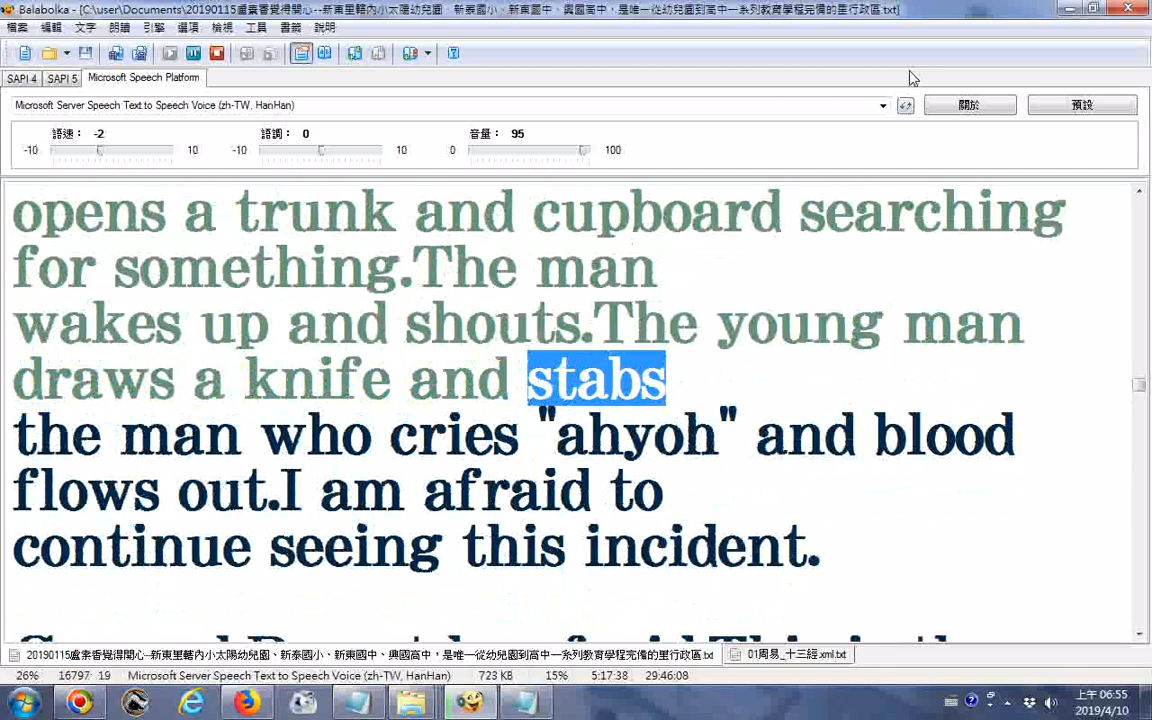 Balabolka - [C:\user\Documents\20190115盧素香覺得開心--新東里轄內小太陽幼兒園、新泰國小、新東國中、興國高中，是唯一從幼兒園到高中一系列教育學程完備的里行政區.txt]
檔案 編輯 文字 朗讀 引擎 選項 檢視 工具 書籤 說明
SAPI 4 SAPI 5 Microsoft Speech Platform
Microsoft Server Speech Text to Speech Voice (zh-TW, HanHan) 關於 預設
語速： -2 語調： 0 音量： 95
-10 10 -10 10 0 100
opens a trunk and cupboard searching
for something.The man
wakes up and shouts.The young man
draws a knife and stabs
the man who cries "ahyoh" and blood
flows out.I am afraid to
continue seeing this incident.
20190115盧素香覺得開心--新東里轄內小太陽幼兒園、新泰國小、新東國中、興國高中，是唯一從幼兒園到高中一系列教育學程完備的里行政區.txt 01周易_十三經.xml.txt
26% 16797 19 Microsoft Server Speech Text to Speech Voice (zh-TW, HanHan) 723 KB 15% 5:17:38 29:46:08
上午 06:55
2019/4/10